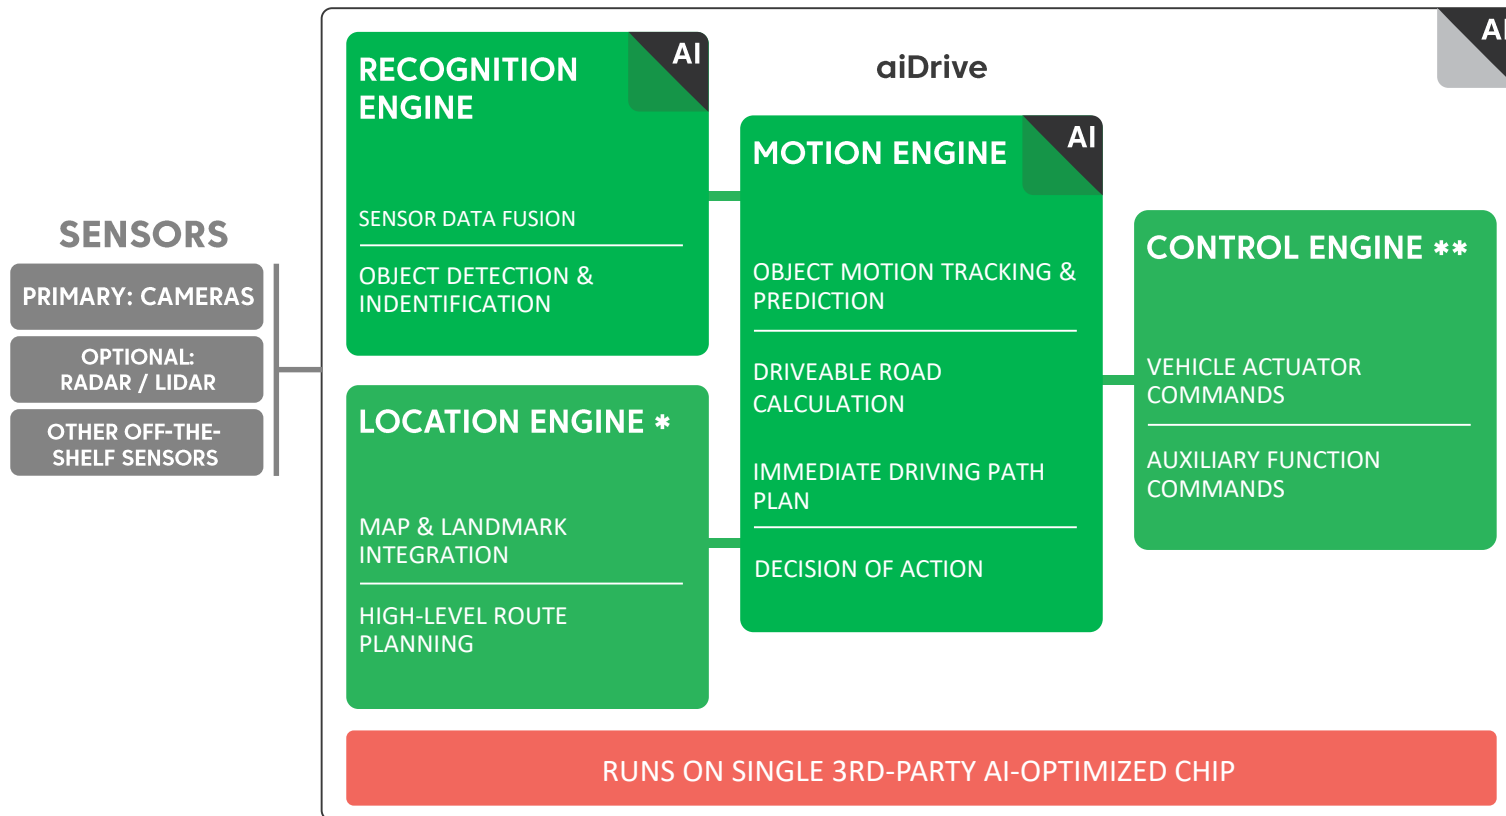 SENSORS
PRIMARY: CAMERAS
OPTIONAL:
RADAR / LIDAR
OTHER OFF-THE-
SHELF SENSORS
aiDrive
AI
RECOGNITION
ENGINE
AI
SENSOR DATA FUSION
OBJECT DETECTION &
INDENTIFICATION
LOCATION ENGINE *
MAP & LANDMARK
INTEGRATION
HIGH-LEVEL ROUTE
PLANNING
MOTION ENGINE
AI
OBJECT MOTION TRACKING &
PREDICTION
DRIVEABLE ROAD
CALCULATION
IMMEDIATE DRIVING PATH
PLAN
DECISION OF ACTION
CONTROL ENGINE **
VEHICLE ACTUATOR
COMMANDS
AUXILIARY FUNCTION
COMMANDS
RUNS ON SINGLE 3RD-PARTY AI-OPTIMIZED CHIP